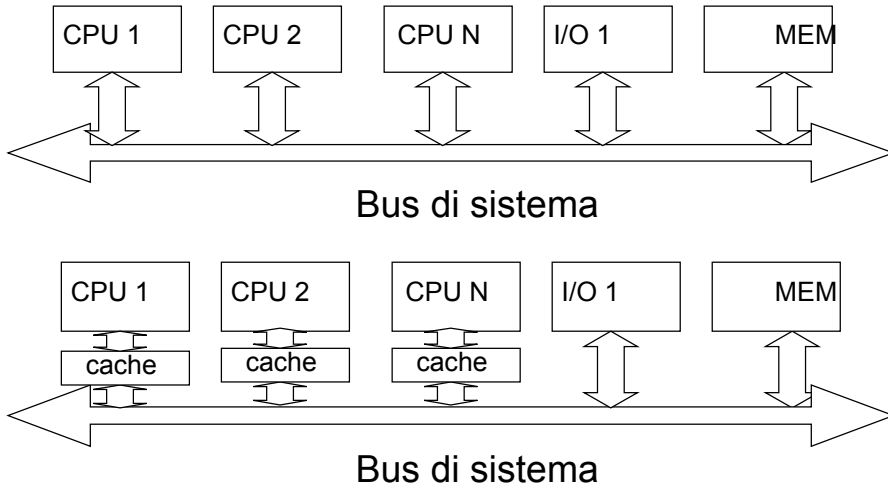 CPU 1 CPU 2 CPU N I/O 1 MEM
Bus di sistema
CPU 1 CPU 2 CPU N I/O 1 MEM
cache cache cache
Bus di sistema